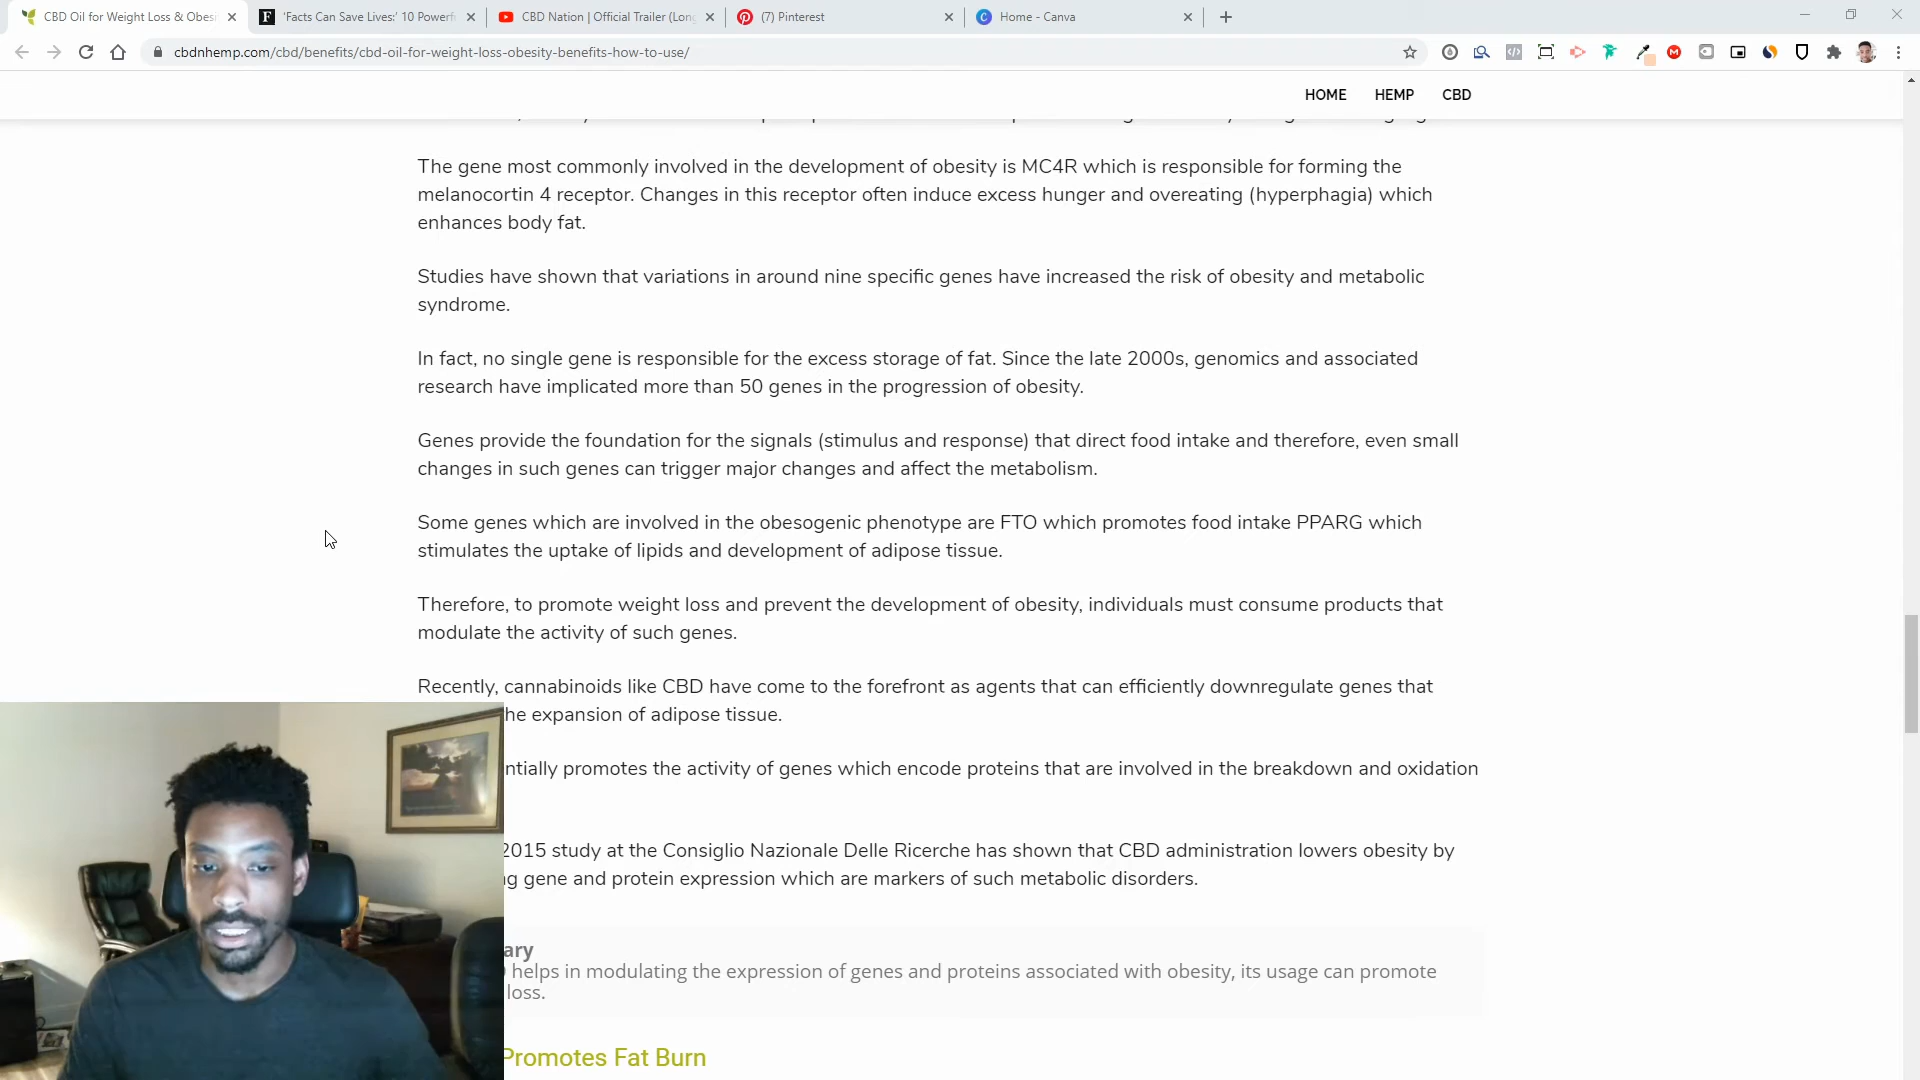 CBD Oil for Weight Loss & Obesi
'Facts Can Save Lives:' 10 Powerf
CBD Nation | Official Trailer (Long
(7) Pinterest
Home - Canva
cbdnhemp.com/cbd/benefits/cbd-oil-for-weight-loss-obesity-benefits-how-to-use/
HOME HEMP CBD
The gene most commonly involved in the development of obesity is MC4R which is responsible for forming the
melanocortin 4 receptor. Changes in this receptor often induce excess hunger and overeating (hyperphagia) which
enhances body fat.
Studies have shown that variations in around nine specific genes have increased the risk of obesity and metabolic
syndrome.
In fact, no single gene is responsible for the excess storage of fat. Since the late 2000s, genomics and associated
research have implicated more than 50 genes in the progression of obesity.
Genes provide the foundation for the signals (stimulus and response) that direct food intake and therefore, even small
changes in such genes can trigger major changes and affect the metabolism.
Some genes which are involved in the obesogenic phenotype are FTO which promotes food intake PPARG which
stimulates the uptake of lipids and development of adipose tissue.
Therefore, to promote weight loss and prevent the development of obesity, individuals must consume products that
modulate the activity of such genes.
Recently, cannabinoids like CBD have come to the forefront as agents that can efficiently downregulate genes that
he expansion of adipose tissue.
ntially promotes the activity of genes which encode proteins that are involved in the breakdown and oxidation
2015 study at the Consiglio Nazionale Delle Ricerche has shown that CBD administration lowers obesity by
g gene and protein expression which are markers of such metabolic disorders.
ary
helps in modulating the expression of genes and proteins associated with obesity, its usage can promote
loss.
Promotes Fat Burn